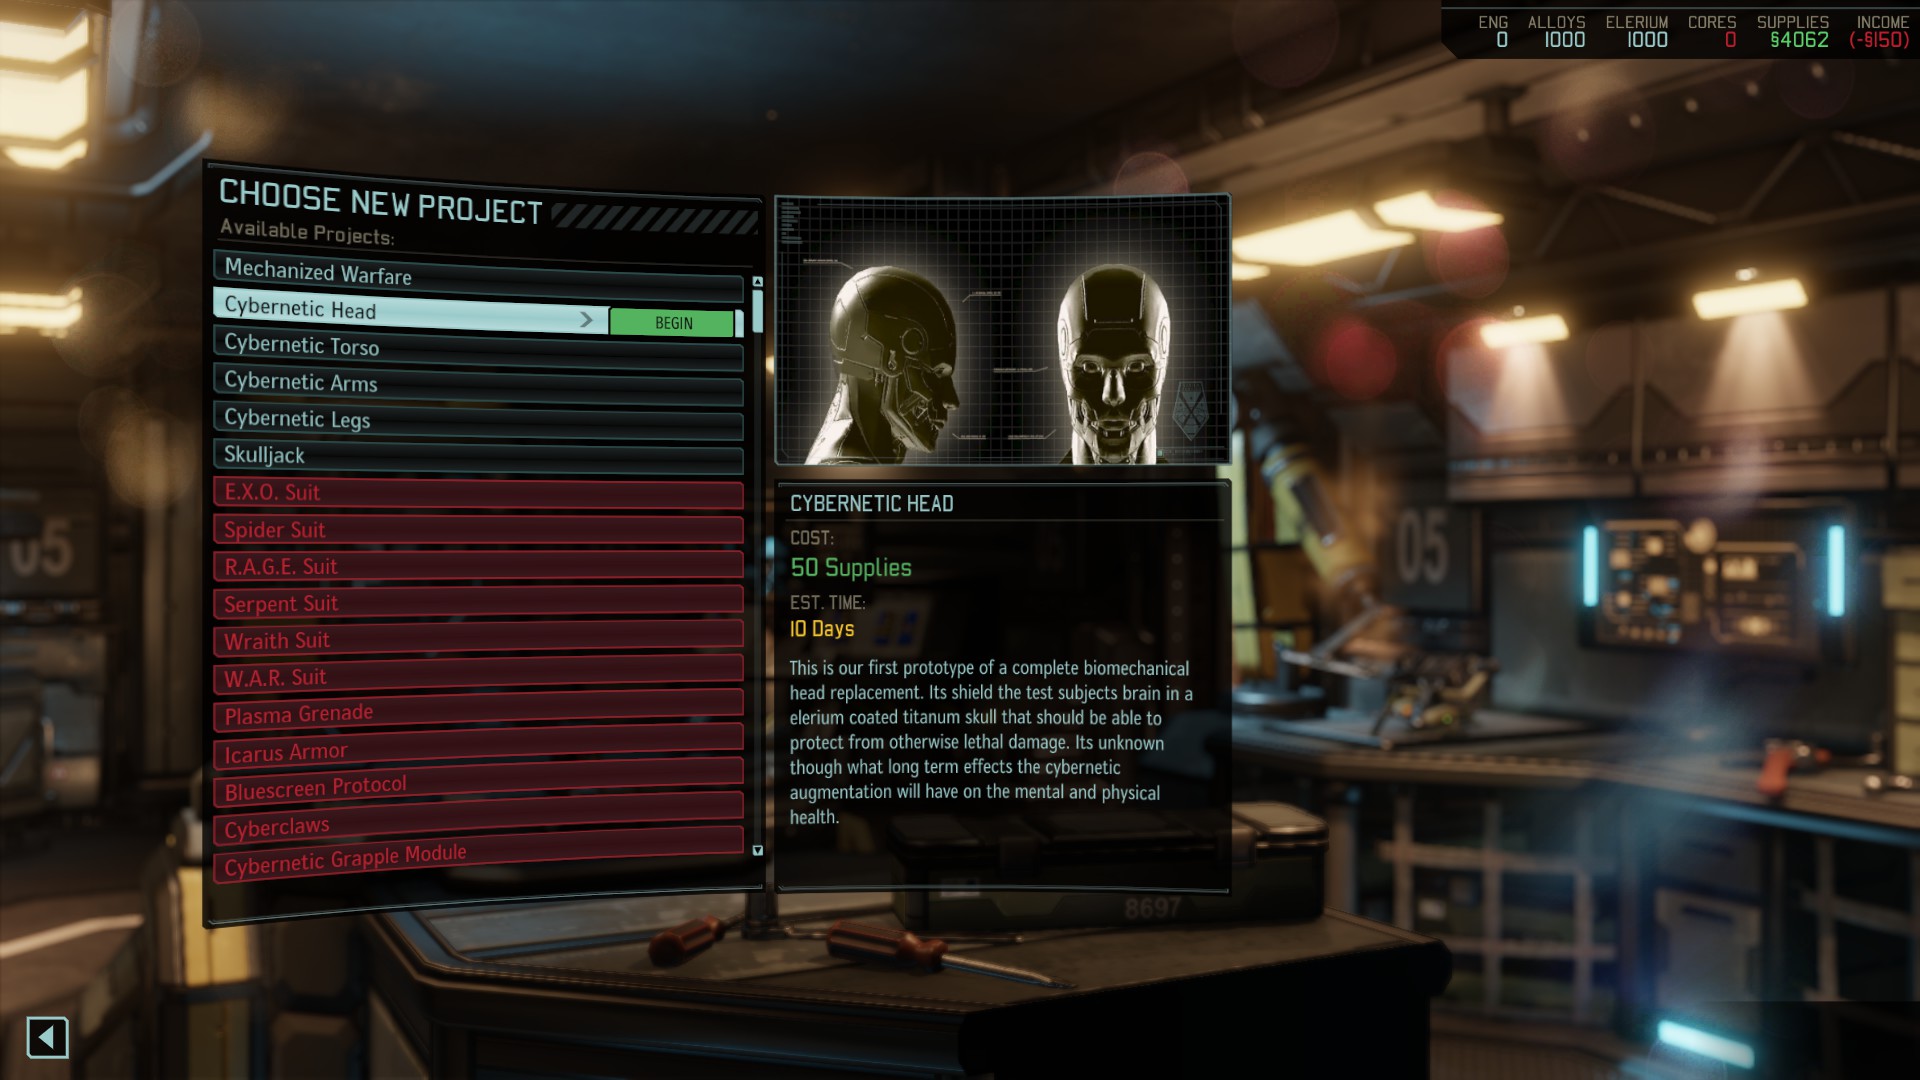 ENG ALLOYS ELERIUM CORES SUPPLIES INCOME
0 1000 1000 0 §4062 (-§150)
CHOOSE NEW PROJECT
Available Projects:
Mechanized Warfare
Cybernetic Head
BEGIN
Cybernetic Torso
Cybernetic Arms
Cybernetic Legs
Skulljack
E.X.O. Suit
Spider Suit
R.A.G.E. Suit
Serpent Suit
Wraith Suit
W.A.R. Suit
Plasma Grenade
Icarus Armor
Bluescreen Protocol
Cyberclaws
Cybernetic Grapple Module
CYBERNETIC HEAD
COST:
50 Supplies
EST. TIME:
10 Days
This is our first prototype of a complete biomechanical
head replacement. Its shield the test subjects brain in a
elerium coated titanum skull that should be able to
protect from otherwise lethal damage. Its unknown
though what long term effects the cybernetic
augmentation will have on the mental and physical
health.
05
05
8697